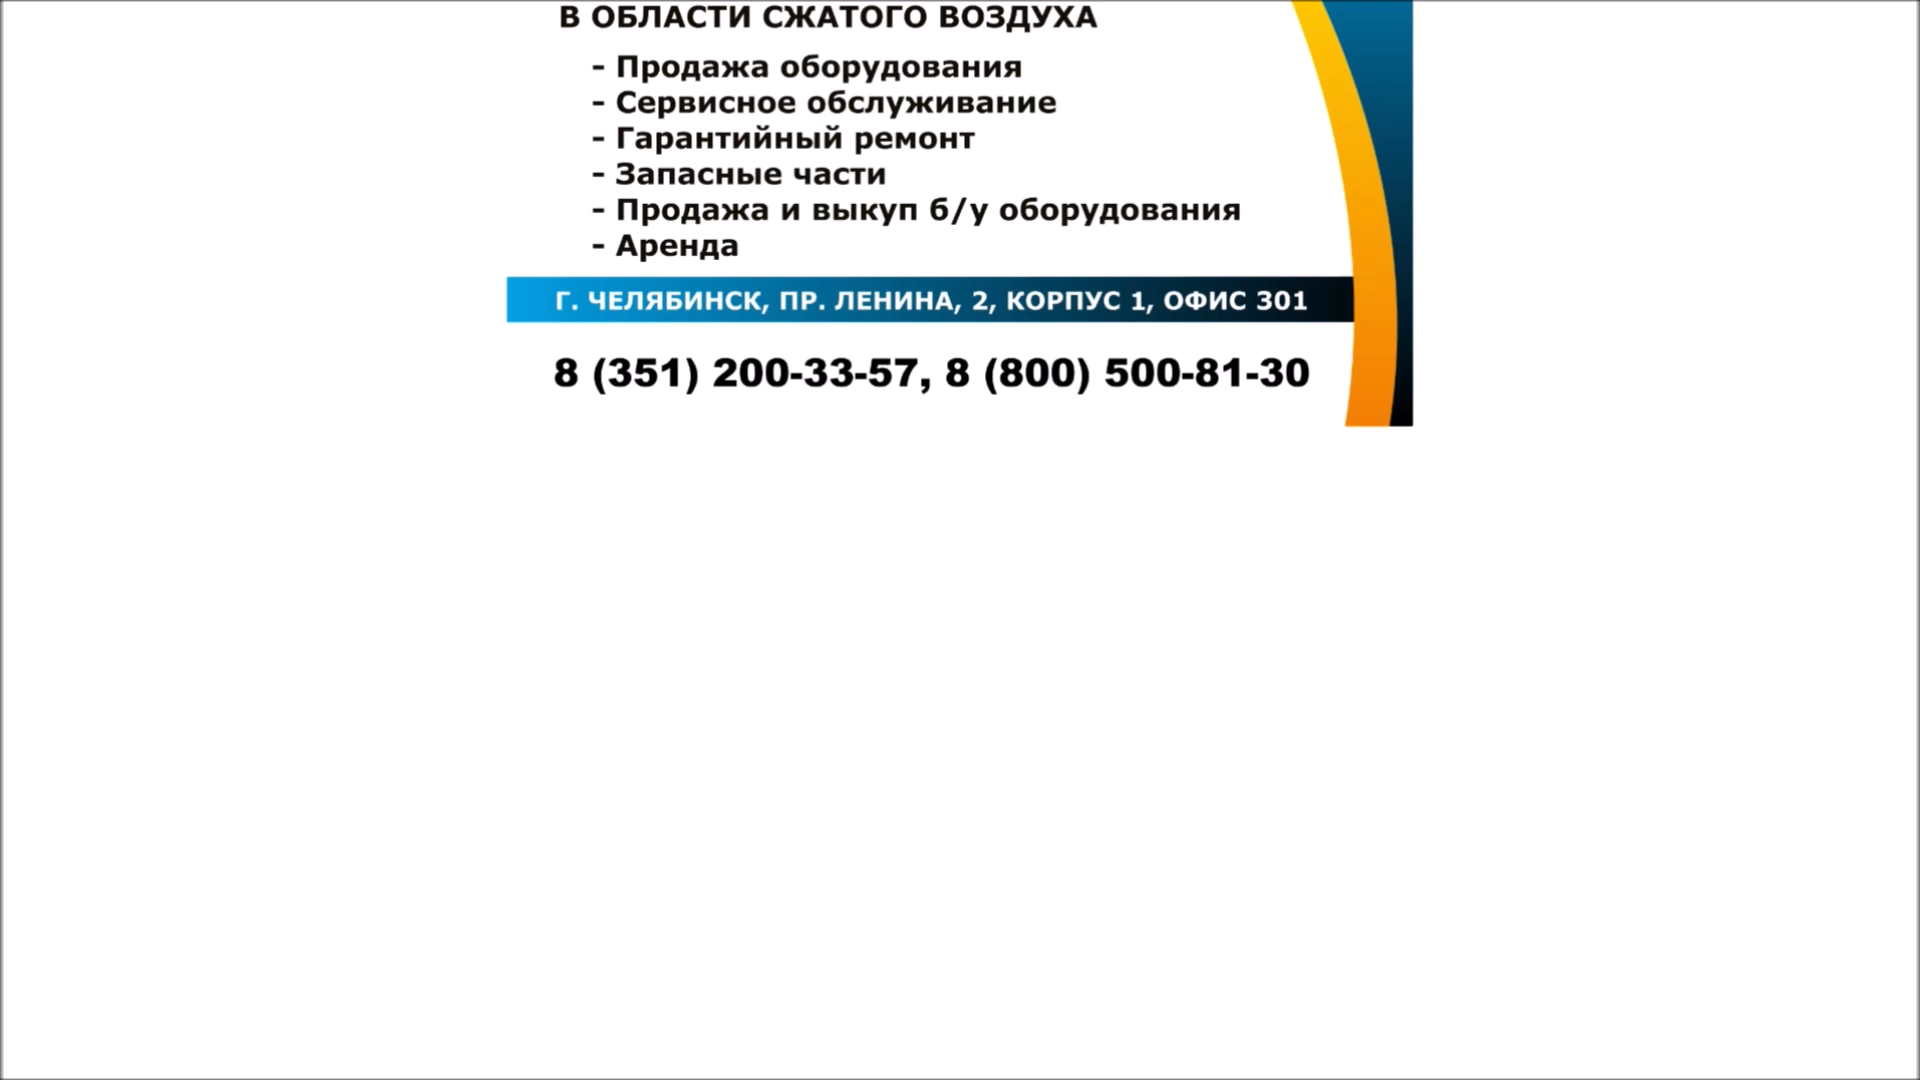 В ОБЛАСТИ СЖАТОГО ВОЗДУХА
- Продажа оборудования
- Сервисное обслуживание
- Гарантийный ремонт
- Запасные части
- Продажа и выкуп б/у оборудования
- Аренда
Г. ЧЕЛЯБИНСК, ПР. ЛЕНИНА, 2, КОРПУС 1, ОФИС 301
8 (351) 200-33-57, 8 (800) 500-81-30